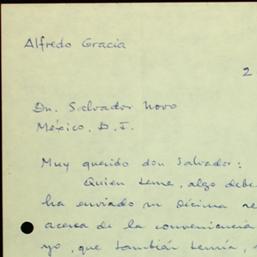 Alfredo Gracia
2
Dn. Salvador Novo
México, D. F.
Muy querido don Salvador:
Quien teme, algo debe
ha enviado su Décima re
acerca de la conveniencia
yo, que también temía,